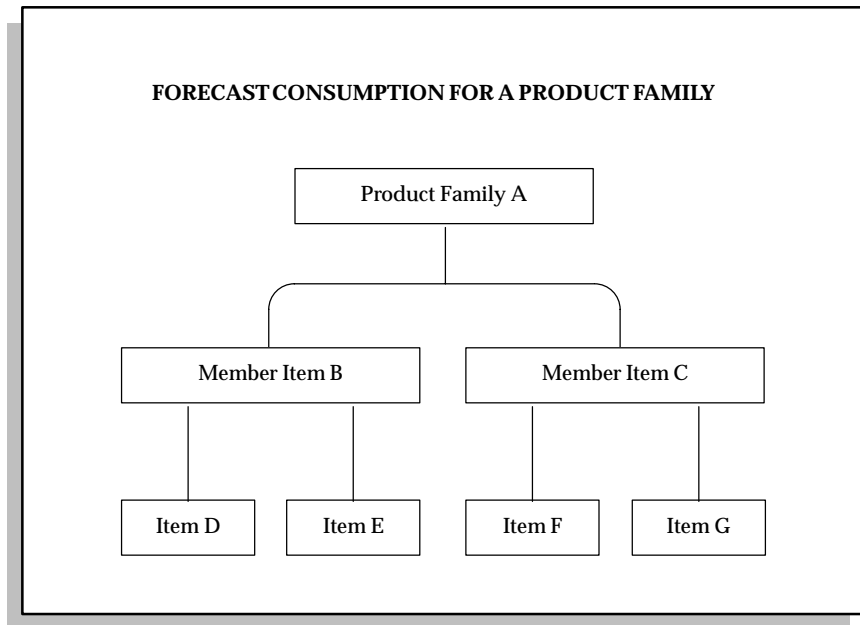 FORECAST CONSUMPTION FOR A PRODUCT FAMILY
Product Family A
Member Item B
Member Item C
Item D
Item E
Item F
Item G